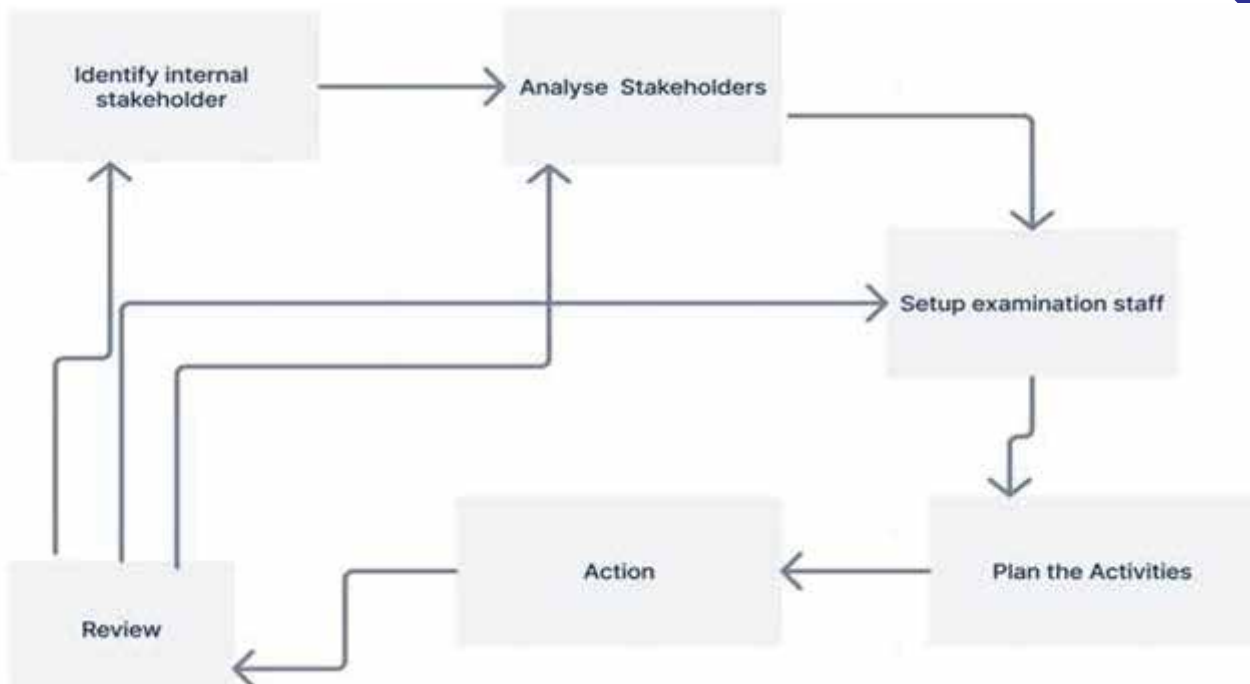 Identify internal
stakeholder
Analyse Stakeholders
Setup examination staff
Plan the Activities
Action
Review